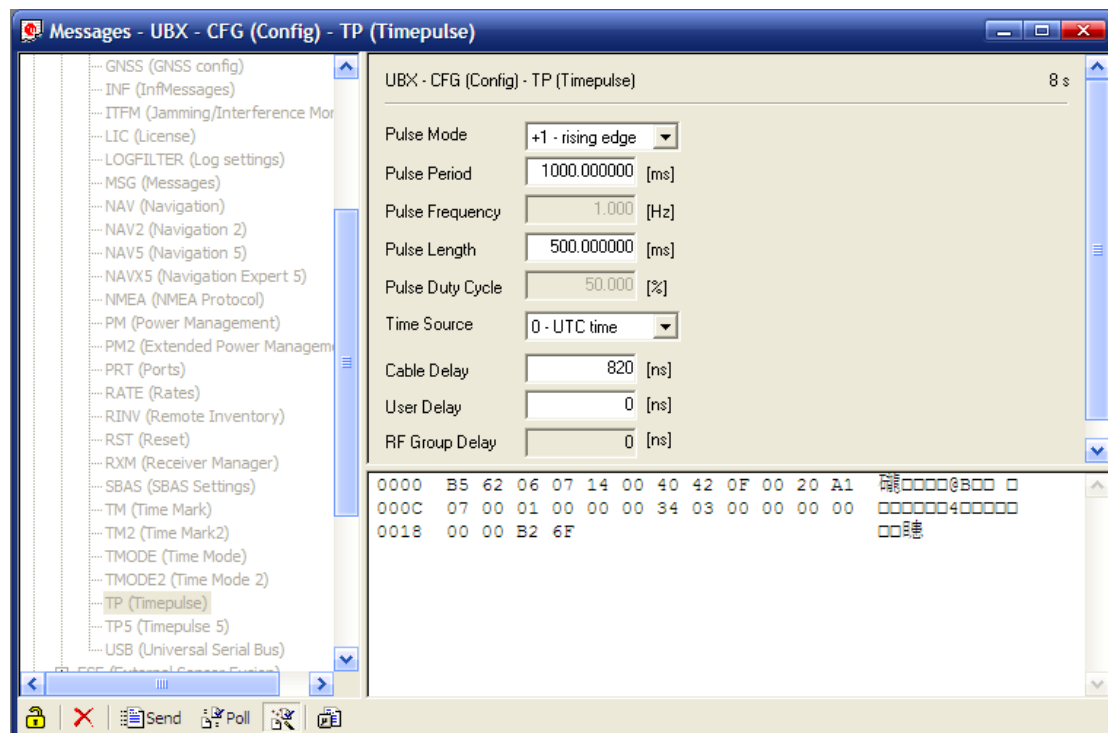 Messages - UBX - CFG (Config) - TP (Timepulse)
GNSS (GNSS config)
INF (InfMessages)
ITFM (Jamming/Interference Mor
LIC (License)
LOGFILTER (Log settings)
MSG (Messages)
NAV (Navigation)
NAV2 (Navigation 2)
NAV5 (Navigation 5)
NAVX5 (Navigation Expert 5)
NMEA (NMEA Protocol)
PM (Power Management)
PM2 (Extended Power Managem
PRT (Ports)
RATE (Rates)
RINV (Remote Inventory)
RST (Reset)
RXM (Receiver Manager)
SBAS (SBAS Settings)
TM (Time Mark)
TM2 (Time Mark2)
TMODE (Time Mode)
TMODE2 (Time Mode 2)
TP (Timepulse)
TP5 (Timepulse 5)
USB (Universal Serial Bus)
ESF (External Sensor Fusion)
UBX - CFG (Config) - TP (Timepulse) 8 s
Pulse Mode +1 - rising edge
Pulse Period 1000.000000 [ms]
Pulse Frequency 1.000 [Hz]
Pulse Length 500.000000 [ms]
Pulse Duty Cycle 50.000 [%]
Time Source 0 - UTC time
Cable Delay 820 [ns]
User Delay 0 [ns]
RF Group Delay 0 [ns]
0000 B5 62 06 07 14 00 40 42 0F 00 20 A1 □□□□@B□□ □
000C 07 00 01 00 00 00 34 03 00 00 00 00 □□□□□□4□□□□□
0018 00 00 B2 6F □□
Send Poll